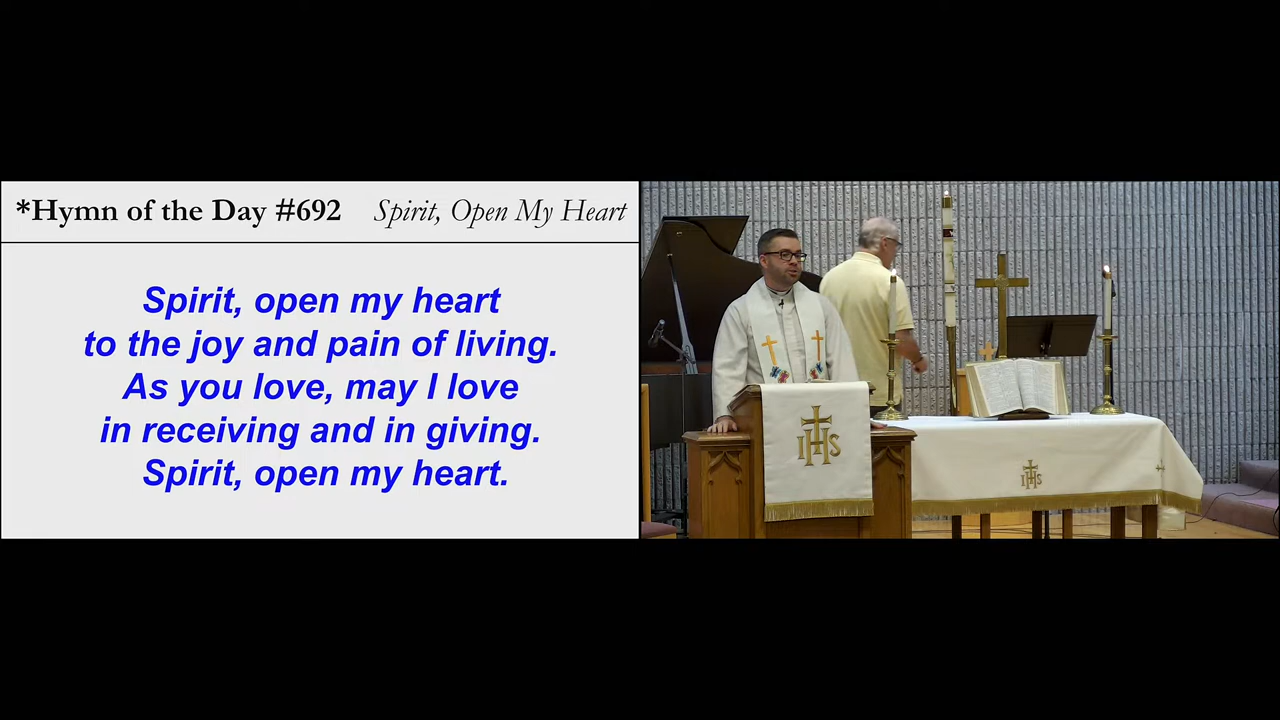 *Hymn of the Day #692 Spirit, Open My Heart
Spirit, open my heart
to the joy and pain of living.
As you love, may I love
in receiving and in giving.
Spirit, open my heart.
IHS
IHS